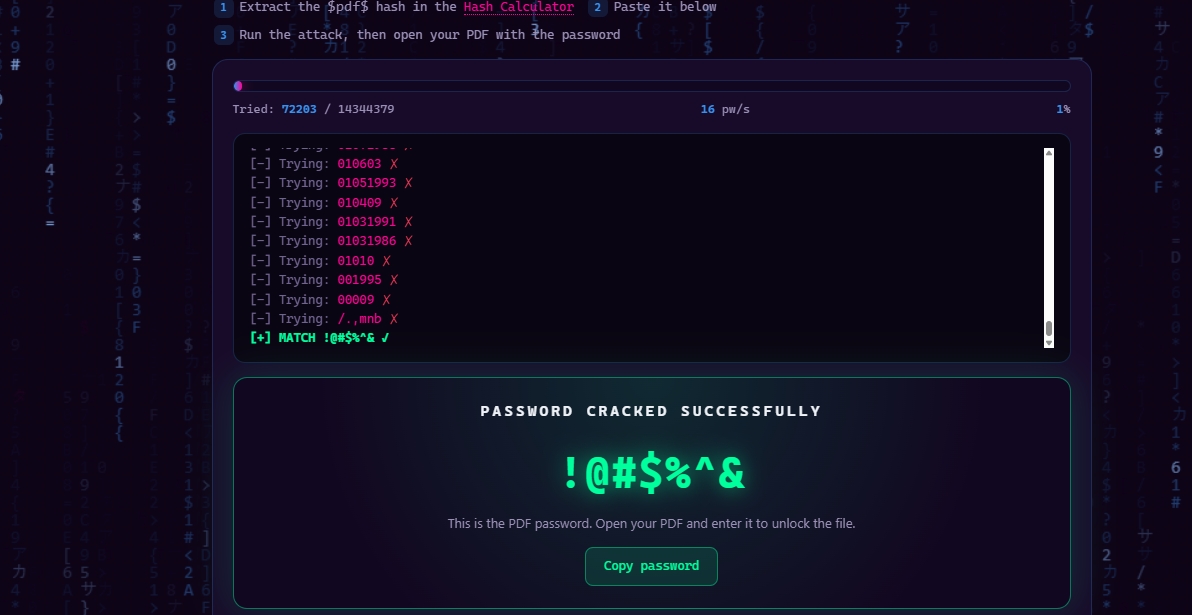 1 Extract the $pdf$ hash in the Hash Calculator 2 Paste it below
3 Run the attack, then open your PDF with the password
Tried: 72203 / 14344379 16 pw/s 1%
[-] Trying: 010603 ✗
[-] Trying: 01051993 ✗
[-] Trying: 010409 ✗
[-] Trying: 01031991 ✗
[-] Trying: 01031986 ✗
[-] Trying: 01010 ✗
[-] Trying: 001995 ✗
[-] Trying: 00009 ✗
[-] Trying: /.,mnb ✗
[+] MATCH !@#$%^& ✓
PASSWORD CRACKED SUCCESSFULLY
!@#$%^&
This is the PDF password. Open your PDF and enter it to unlock the file.
Copy password